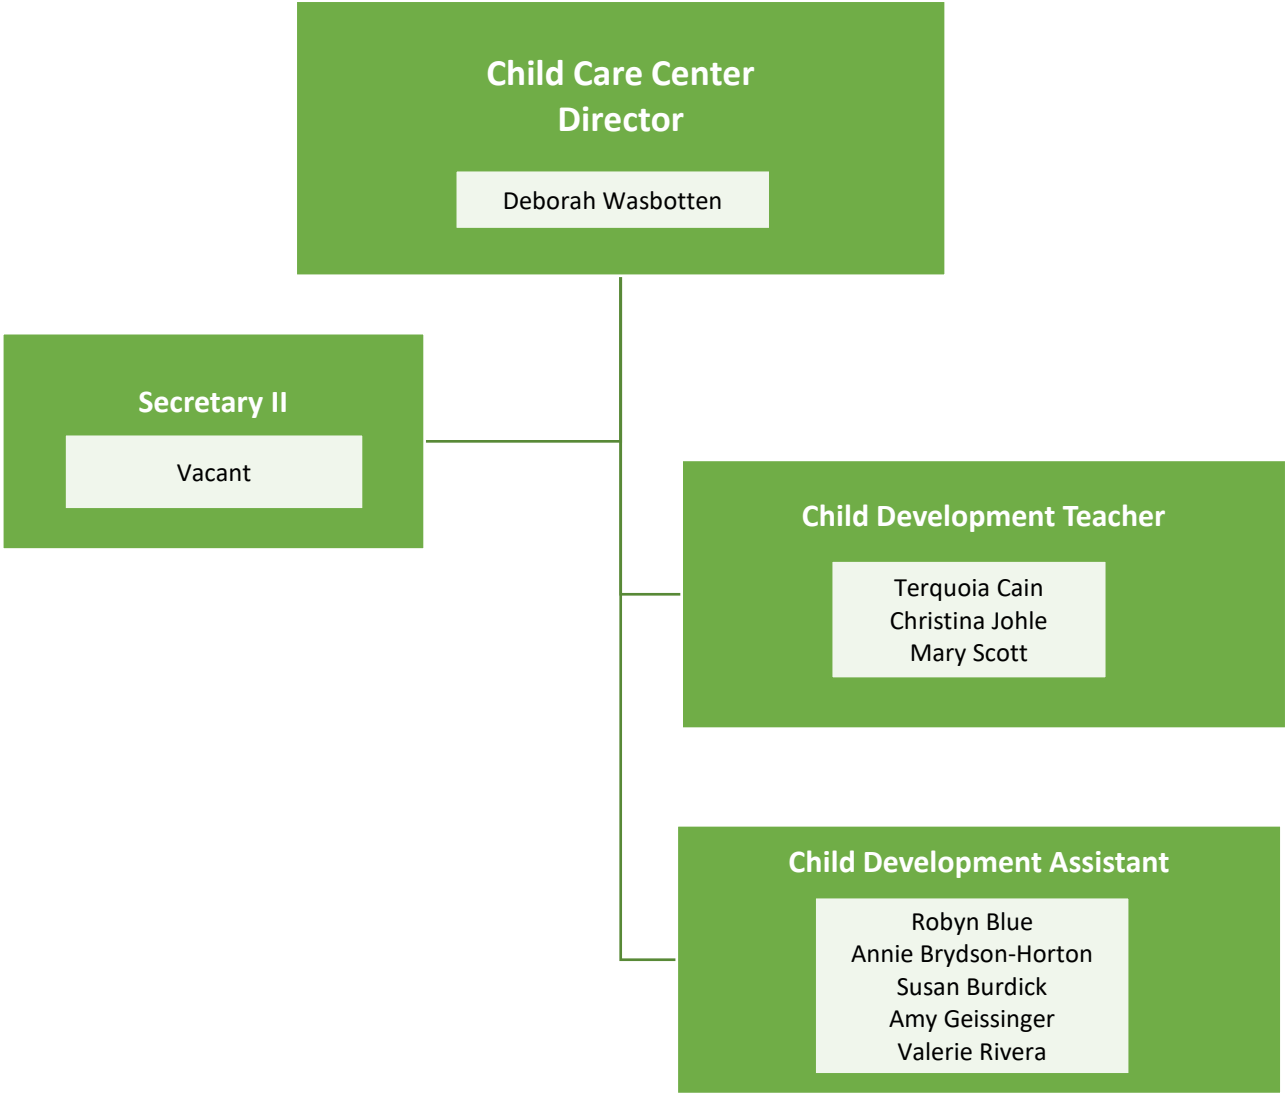 Child Care Center
Director
Deborah Wasbotten
Secretary II
Vacant
Child Development Teacher
Terquoia Cain
Christina Johle
Mary Scott
Child Development Assistant
Robyn Blue
Annie Brydson-Horton
Susan Burdick
Amy Geissinger
Valerie Rivera